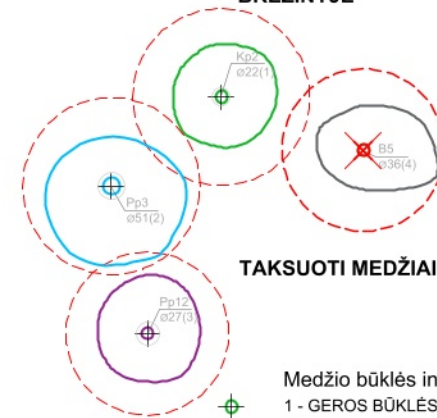 BRĖŽINYJE
Kp2
ø22(1)
B5
ø36(4)
Pp3
ø51(2)
TAKSUOTI MEDŽIAI
Pp12
ø27(3)
Medžio būklės in
1 - GEROS BŪKLĖS